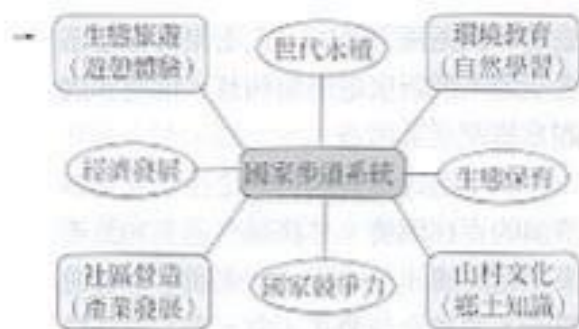 生態旅遊
(遊憩體驗)
世代永續
環境教育
(自然學習)
經濟發展
國家步道系統
生態保育
社區營造
(產業發展)
國家競爭力
山村文化
(鄉土知識)